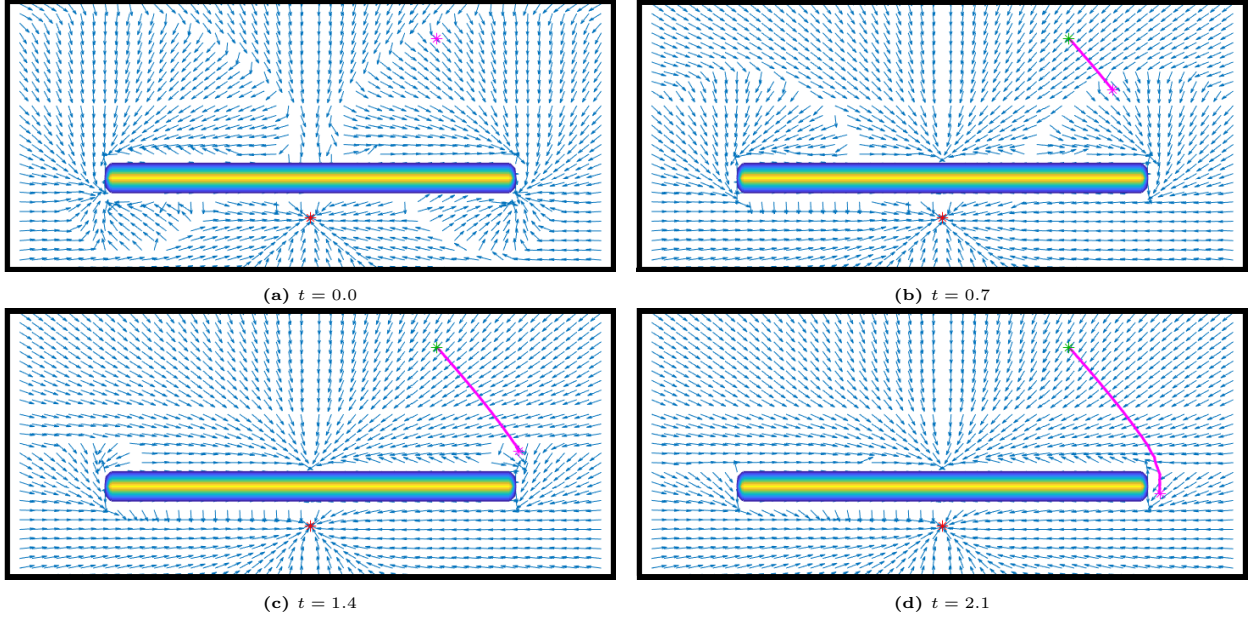 (a) t = 0.0
(b) t = 0.7
(c) t = 1.4
(d) t = 2.1